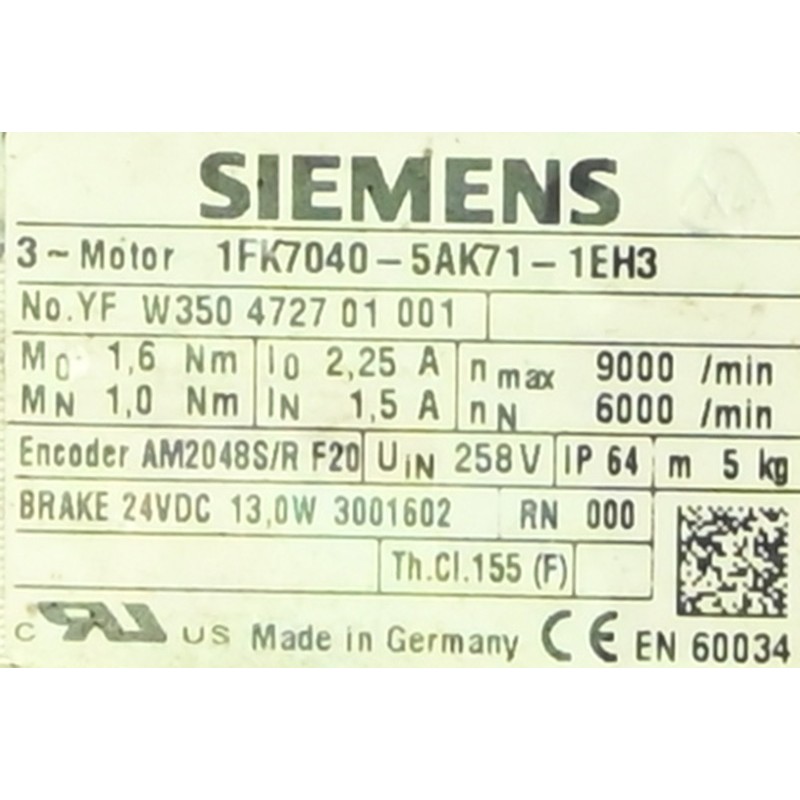 SIEMENS
3~Motor 1FK7040-5AK71-1EH3
No.YF W350 4727 01 001
M0 1,6 Nm I0 2,25 A nmax 9000 /min
MN 1,0 Nm IN 1,5 A nN 6000 /min
Encoder AM2048S/R F20 UIN 258V IP 64 m 5 kg
BRAKE 24VDC 13,0W 3001602 RN 000
Th.Cl.155 (F)
C RU US Made in Germany CE EN 60034